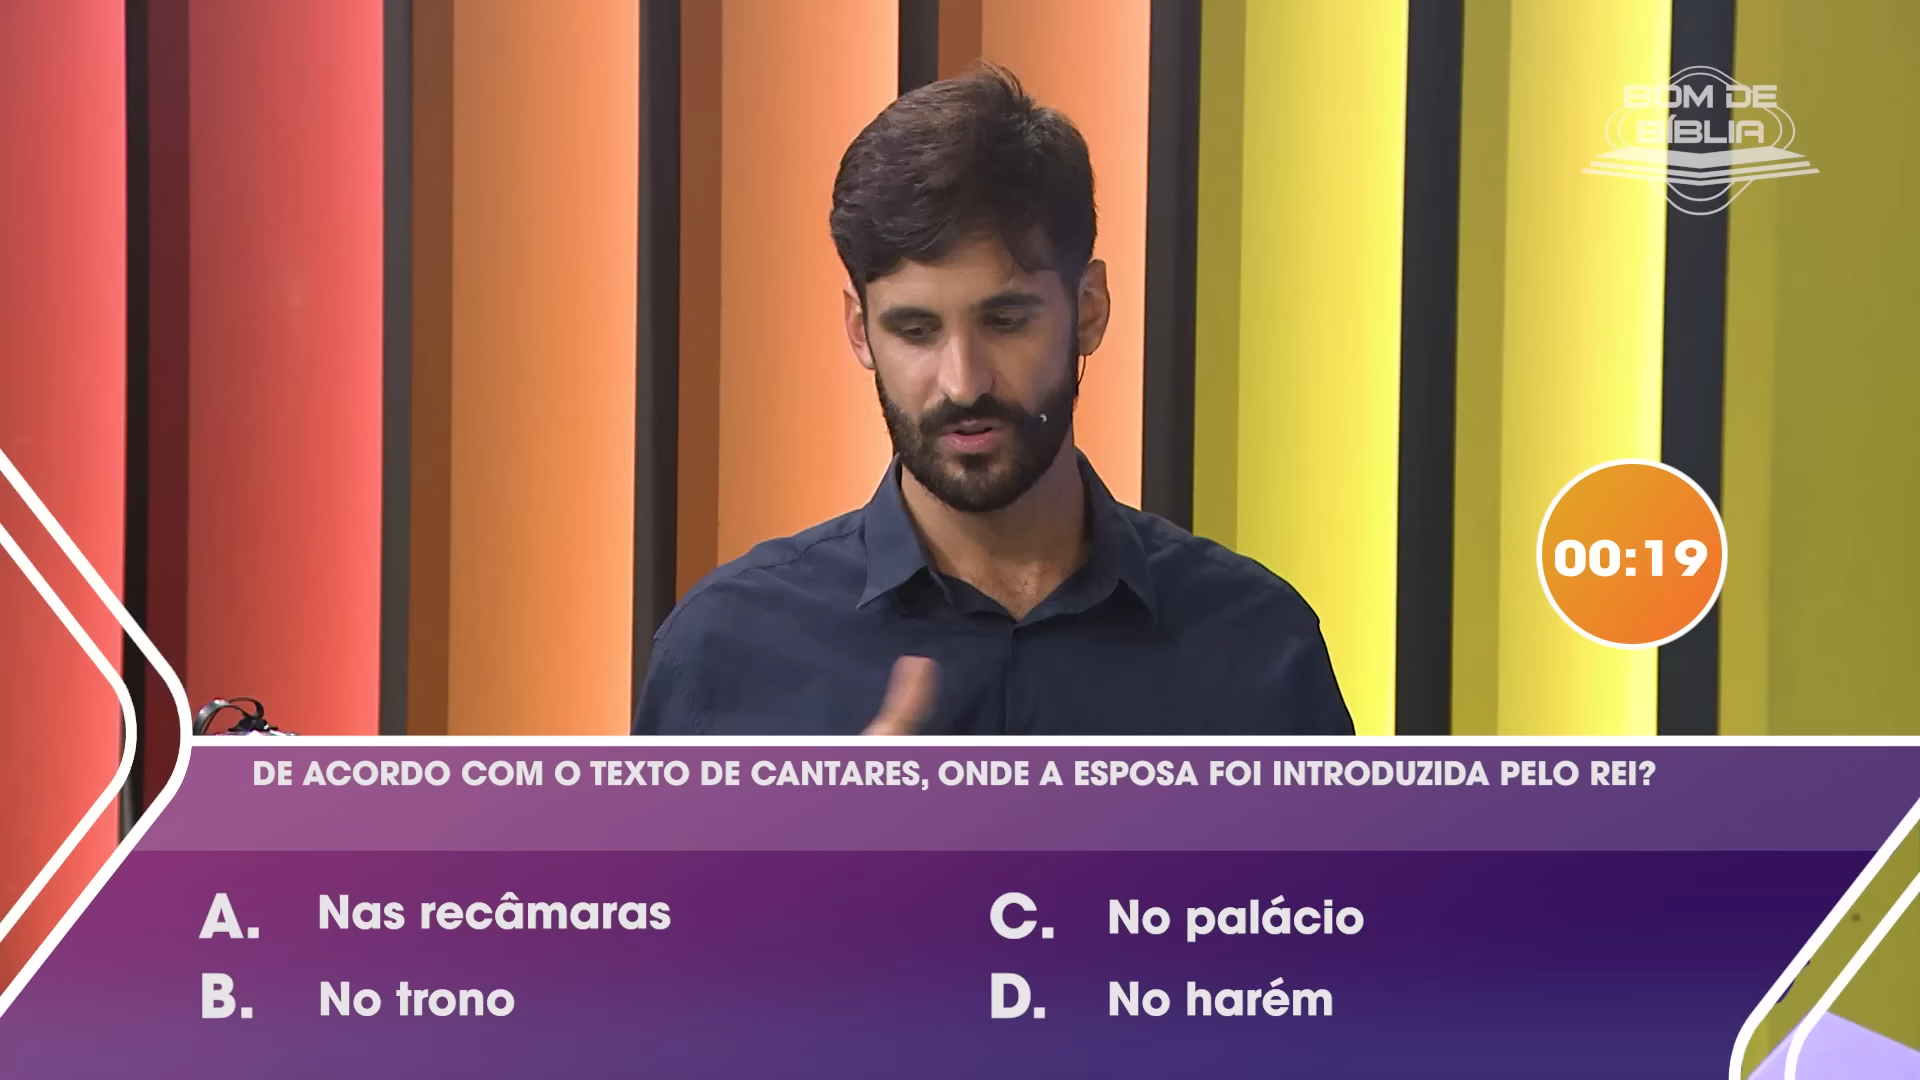 BOM DE
BÍBLIA
00:19
DE ACORDO COM O TEXTO DE CANTARES, ONDE A ESPOSA FOI INTRODUZIDA PELO REI?
A. Nas recâmaras
B. No trono
C. No palácio
D. No harém